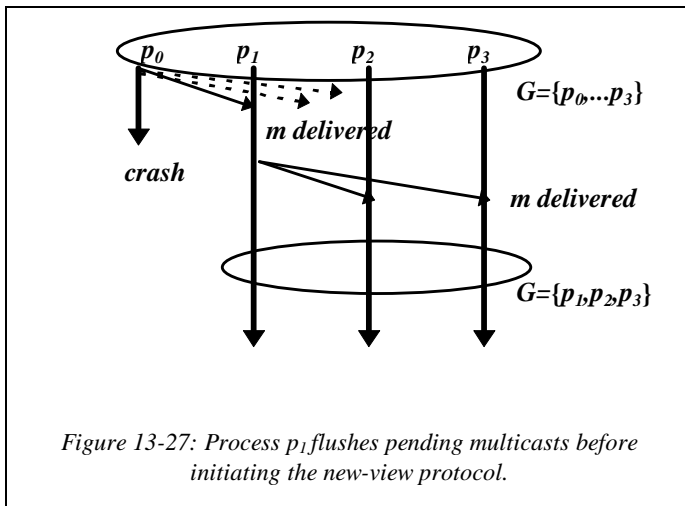 p0 p1 p2 p3
G={p0,...p3}
m delivered
crash
m delivered
G={p1,p2,p3}
Figure 13-27: Process p1 flushes pending multicasts before
initiating the new-view protocol.